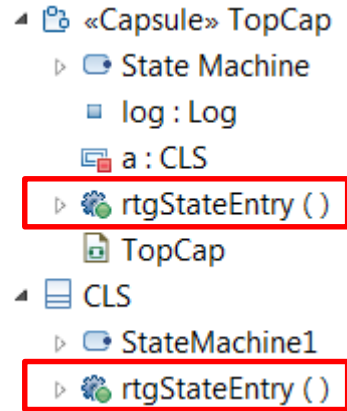 «Capsule» TopCap
State Machine
log : Log
a : CLS
rtgStateEntry ( )
TopCap
CLS
StateMachine1
rtgStateEntry ( )